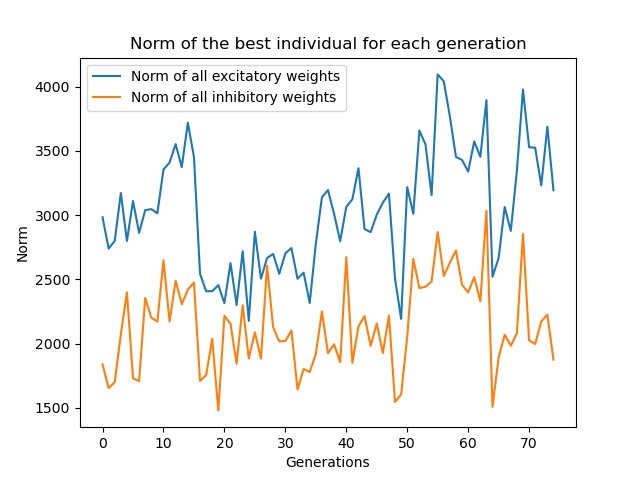 Norm of the best individual for each generation
Norm of all excitatory weights
Norm of all inhibitory weights
4000
3500
3000
2500
2000
1500
Norm
0 10 20 30 40 50 60 70
Generations